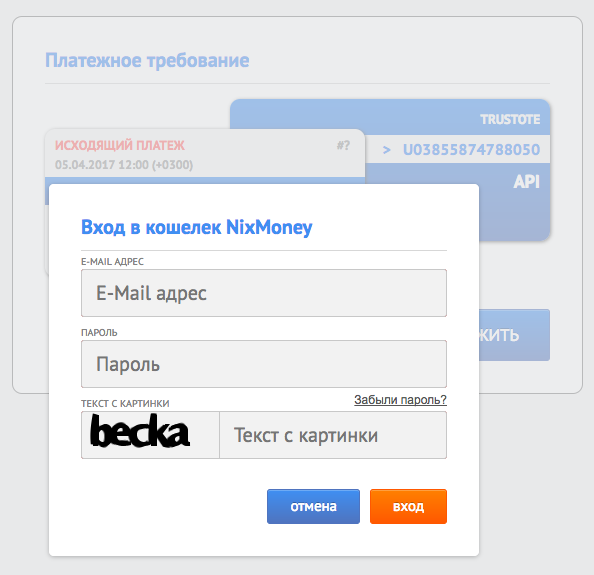 Платежное требование
TRUSTOTE
ИСХОДЯЩИЙ ПЛАТЕЖ #?
> U03855874788050
05.04.2017 12:00 (+0300)
API
Вход в кошелек NixMoney
E-MAIL АДРЕС
E-Mail адрес
ПАРОЛЬ
Пароль
ЖИТЬ
Забыли пароль?
ТЕКСТ С КАРТИНКИ
becka Текст с картинки
отмена вход